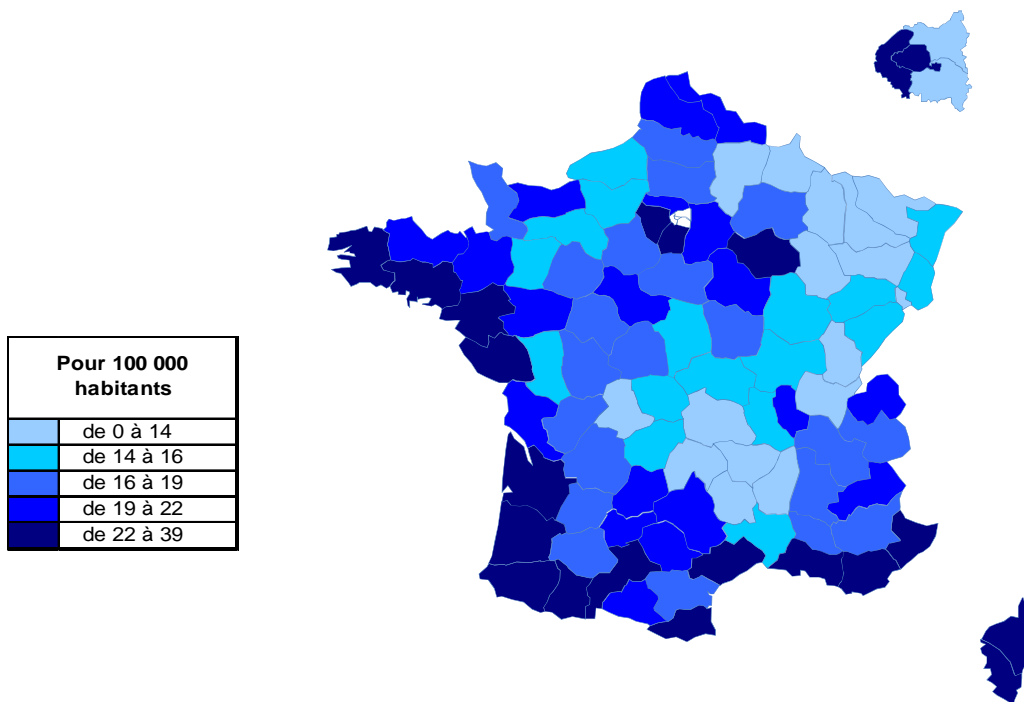 Pour 100 000
habitants
de 0 à 14
de 14 à 16
de 16 à 19
de 19 à 22
de 22 à 39